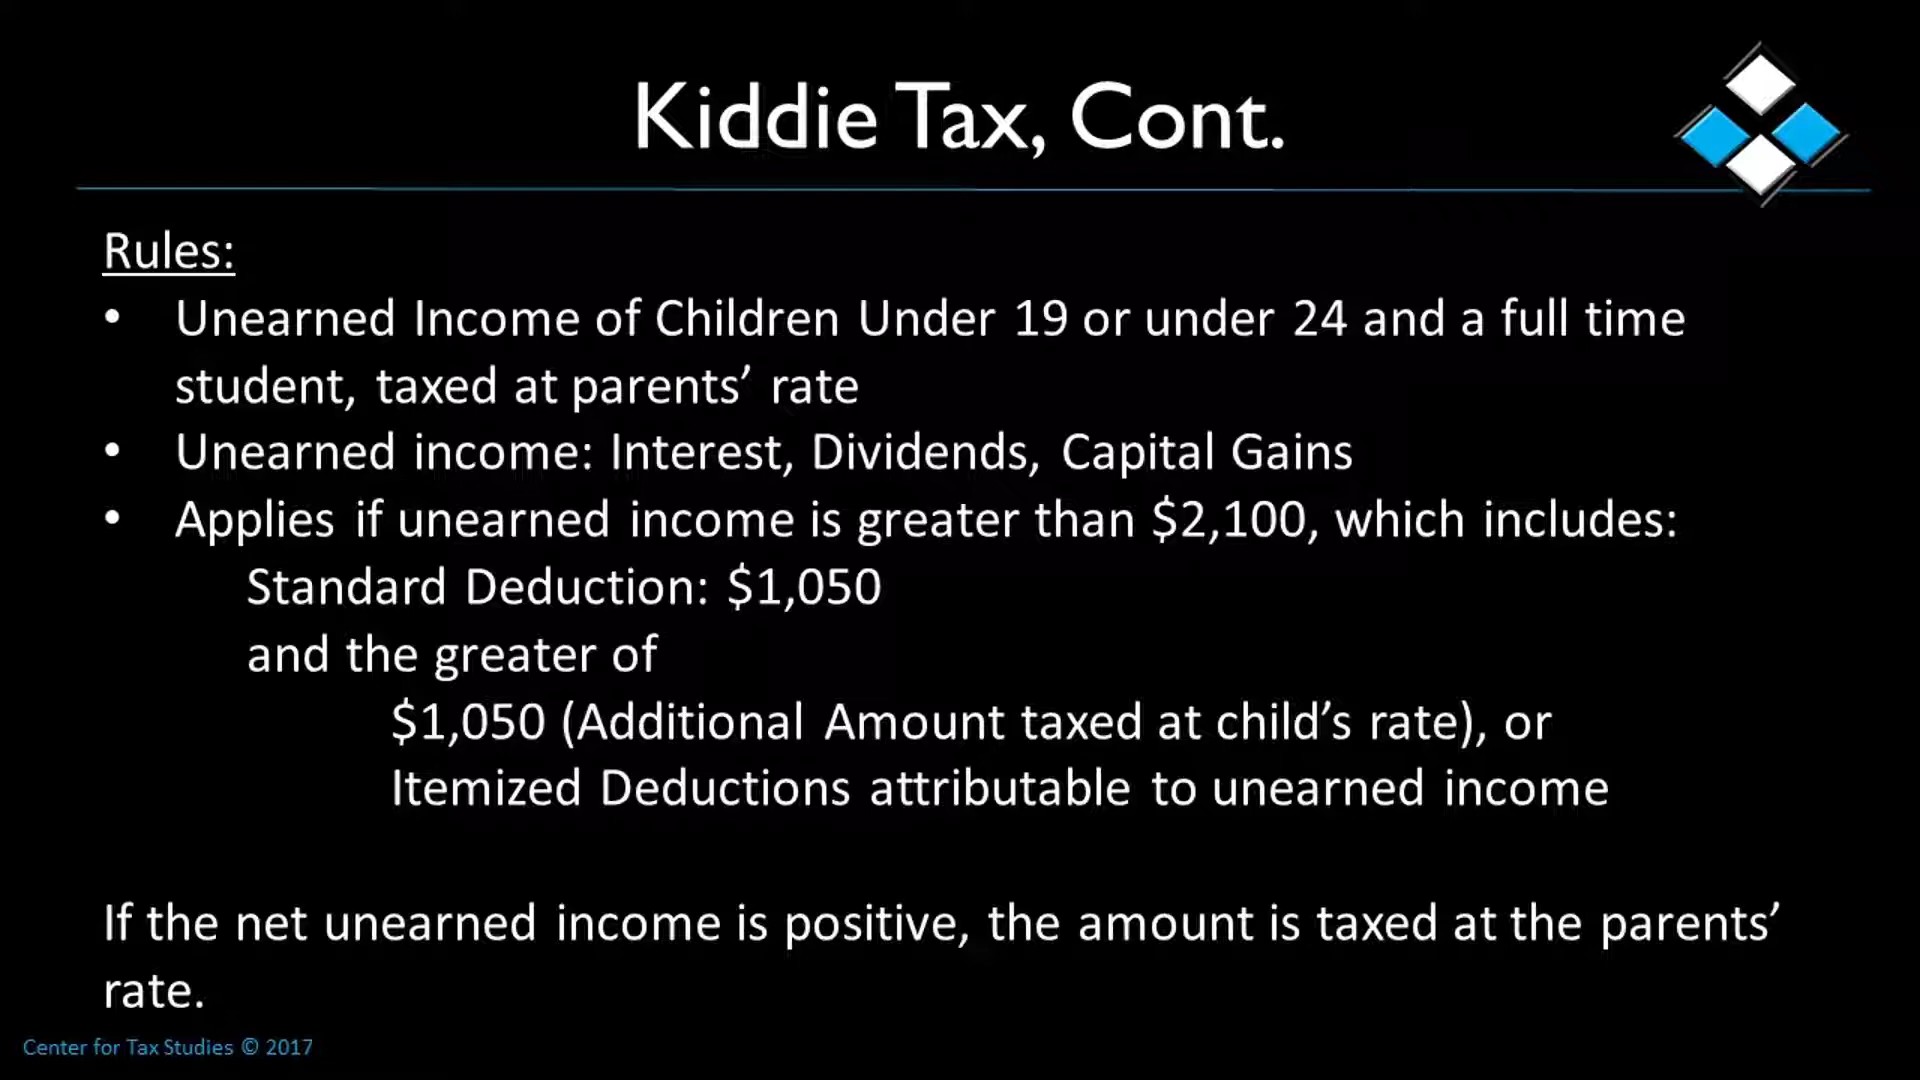 Kiddie Tax, Cont.
Rules:
• Unearned Income of Children Under 19 or under 24 and a full time
student, taxed at parents’ rate
• Unearned income: Interest, Dividends, Capital Gains
• Applies if unearned income is greater than $2,100, which includes:
Standard Deduction: $1,050
and the greater of
$1,050 (Additional Amount taxed at child’s rate), or
Itemized Deductions attributable to unearned income
If the net unearned income is positive, the amount is taxed at the parents’
rate.
Center for Tax Studies © 2017